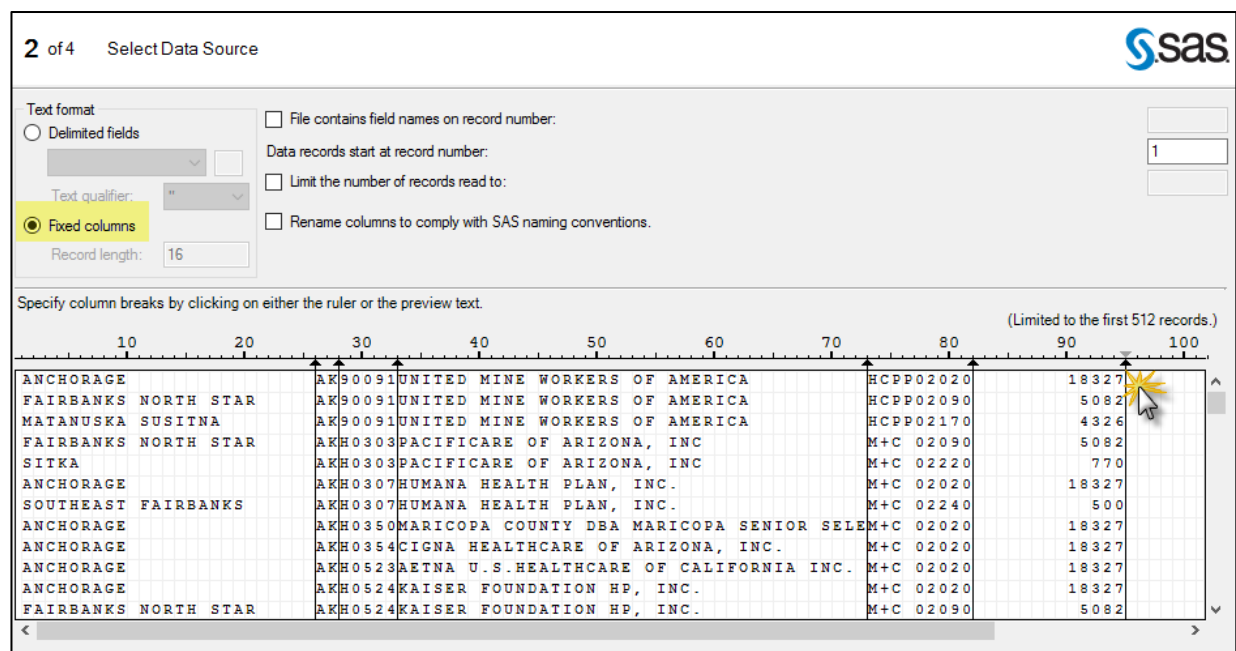 2 of 4 Select Data Source
sas
Text format
Delimited fields
Text qualifier: "
Fixed columns
Record length: 16
File contains field names on record number:
Data records start at record number: 1
Limit the number of records read to:
Rename columns to comply with SAS naming conventions.
Specify column breaks by clicking on either the ruler or the preview text.
(Limited to the first 512 records.)
10 20 30 40 50 60 70 80 90 100
ANCHORAGE AK90091UNITED MINE WORKERS OF AMERICA HCPP02020 18327
FAIRBANKS NORTH STAR AK90091UNITED MINE WORKERS OF AMERICA HCPP02090 5082
MATANUSKA SUSITNA AK90091UNITED MINE WORKERS OF AMERICA HCPP02170 4326
FAIRBANKS NORTH STAR AKH0303PACIFICARE OF ARIZONA, INC M+C 02090 5082
SITKA AKH0303PACIFICARE OF ARIZONA, INC M+C 02220 770
ANCHORAGE AKH0307HUMANA HEALTH PLAN, INC. M+C 02020 18327
SOUTHEAST FAIRBANKS AKH0307HUMANA HEALTH PLAN, INC. M+C 02240 500
ANCHORAGE AKH0350MARICOPA COUNTY DBA MARICOPA SENIOR SELEM+C 02020 18327
ANCHORAGE AKH0354CIGNA HEALTHCARE OF ARIZONA, INC. M+C 02020 18327
ANCHORAGE AKH0523AETNA U.S.HEALTHCARE OF CALIFORNIA INC. M+C 02020 18327
ANCHORAGE AKH0524KAISER FOUNDATION HP, INC. M+C 02020 18327
FAIRBANKS NORTH STAR AKH0524KAISER FOUNDATION HP, INC. M+C 02090 5082